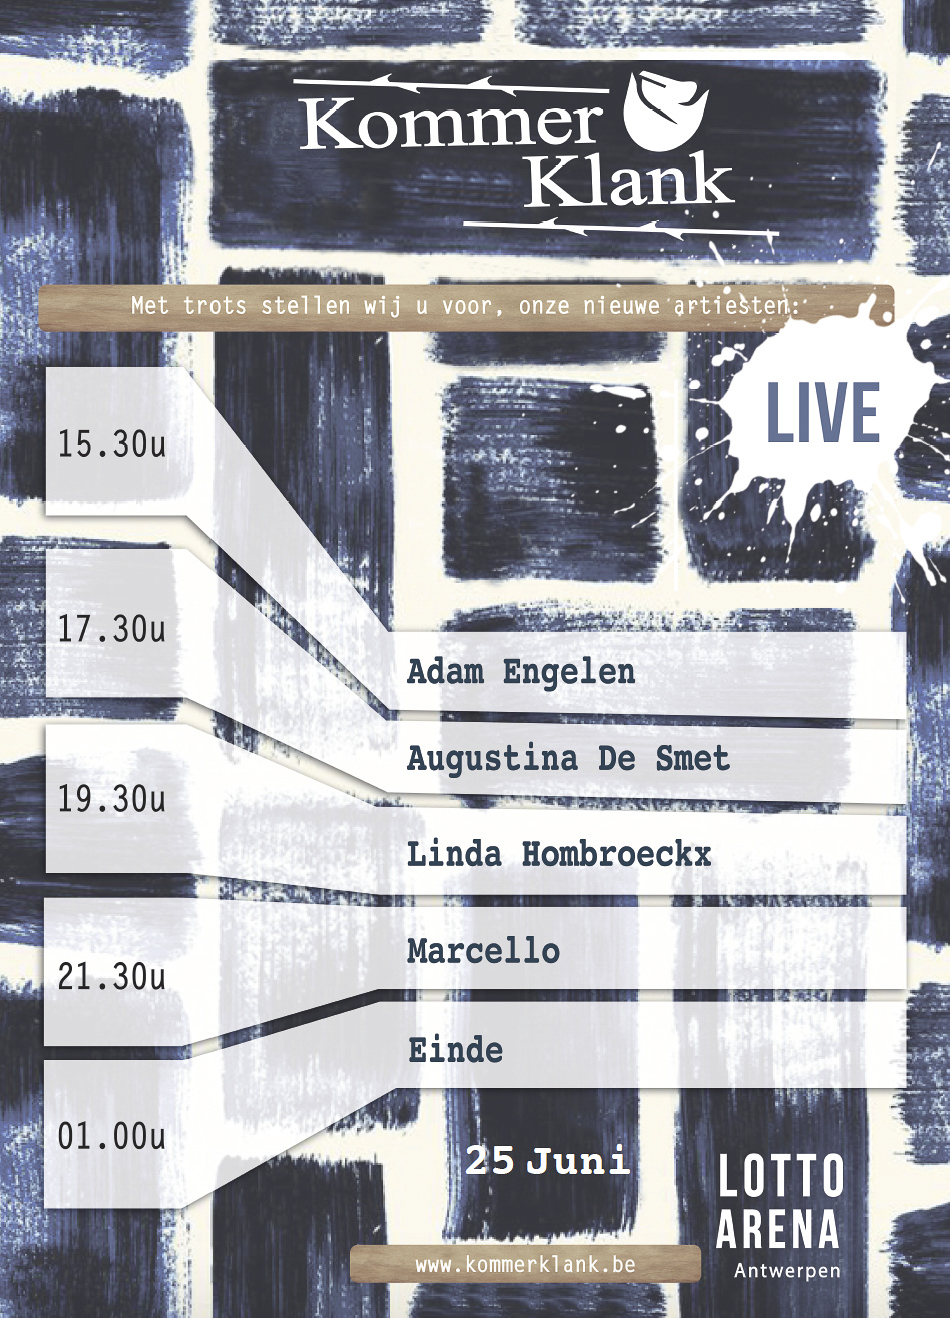 Kommer
Klank
Met trots stellen wij u voor, onze nieuwe artiesten:
LIVE
15.30u
Adam Engelen
17.30u
Augustina De Smet
19.30u
Linda Hombroeckx
21.30u
Marcello
01.00u
Einde
25 Juni
LOTTO
ARENA
Antwerpen
www.kommerklank.be